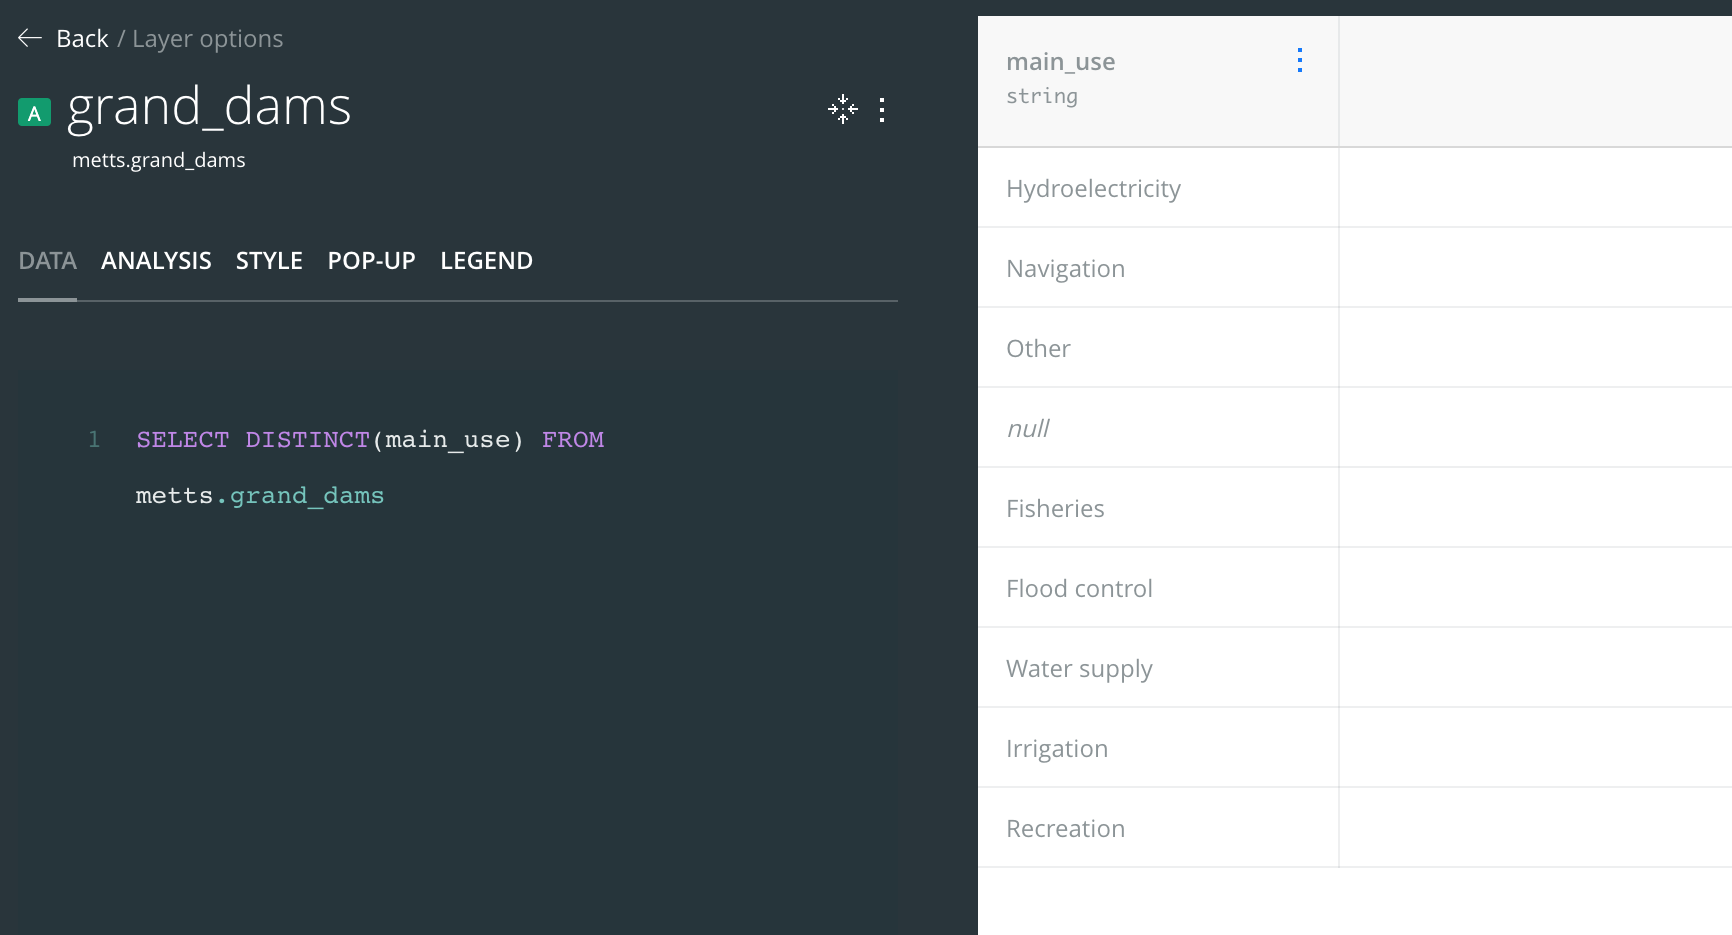 Back / Layer options
A grand_dams
metts.grand_dams
DATA ANALYSIS STYLE POP-UP LEGEND
1 SELECT DISTINCT(main_use) FROM
metts.grand_dams
main_use
string
Hydroelectricity
Navigation
Other
null
Fisheries
Flood control
Water supply
Irrigation
Recreation